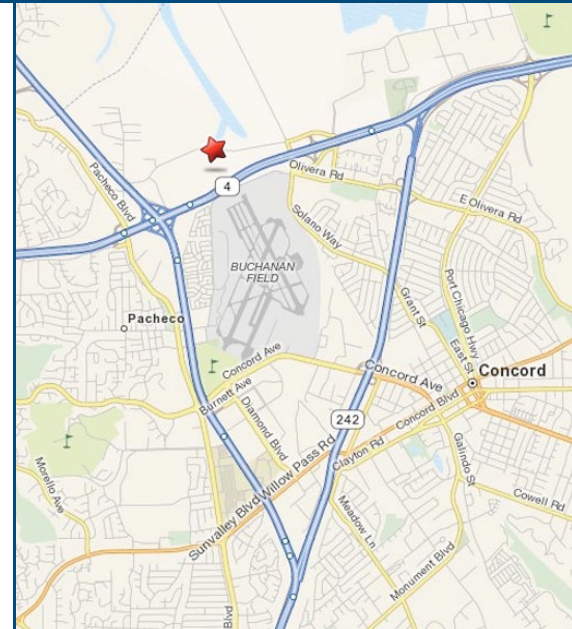 Pacheco Blvd
4
Olivera Rd
E Olivera Rd
Solano Way
BUCHANAN
FIELD
Grant St
Port Chicago Hwy
East St
Pacheco
Concord Ave
Concord Ave
Concord
Burnett Ave
Diamond Blvd
242
Concord Blvd
Clayton Rd
Willow Pass Rd
Sunvalley Blvd
Galindo St
Cowell Rd
Morello Ave
Meadow Ln
Monument Blvd
Blvd